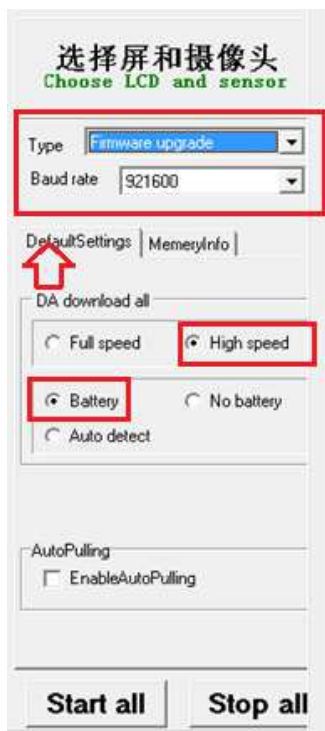 选择屏和摄像头
Choose LCD and sensor
Type Firmware upgrade
Baud rate 921600
DefaultSettings MemeryInfo
DA download all
Full speed High speed
Battery No battery
Auto detect
AutoPulling
EnableAutoPulling
Start all Stop all